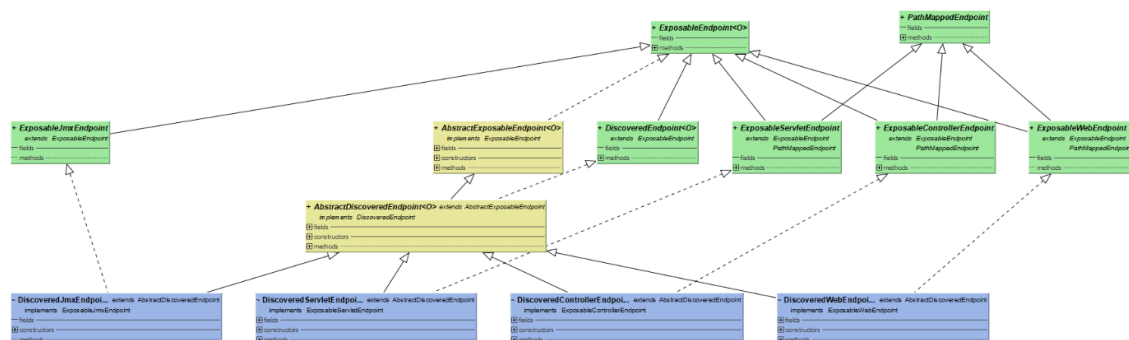 + ExposableEndpoint<O>
fields
methods
+ PathMappedEndpoint
fields
methods
+ ExposableJmxEndpoint
extends ExposableEndpoint
fields
methods
+ AbstractExposableEndpoint<O>
implements ExposableEndpoint
fields
constructors
methods
+ DiscoveredEndpoint<O>
extends ExposableEndpoint
fields
methods
+ ExposableServletEndpoint
extends ExposableEndpoint
PathMappedEndpoint
fields
methods
+ ExposableControllerEndpoint
extends ExposableEndpoint
PathMappedEndpoint
fields
methods
+ ExposableWebEndpoint
extends ExposableEndpoint
PathMappedEndpoint
fields
methods
+ AbstractDiscoveredEndpoint<O> extends AbstractExposableEndpoint
implements DiscoveredEndpoint
fields
constructors
methods
~ DiscoveredJmxEndpoi... extends AbstractDiscoveredEndpoint
implements ExposableJmxEndpoint
fields
constructors
methods
~ DiscoveredServletEndpoi... extends AbstractDiscoveredEndpoint
implements ExposableServletEndpoint
fields
constructors
methods
~ DiscoveredControllerEndpoi... extends AbstractDiscoveredEndpoint
implements ExposableControllerEndpoint
fields
constructors
methods
~ DiscoveredWebEndpoi... extends AbstractDiscoveredEndpoint
implements ExposableWebEndpoint
fields
constructors
methods